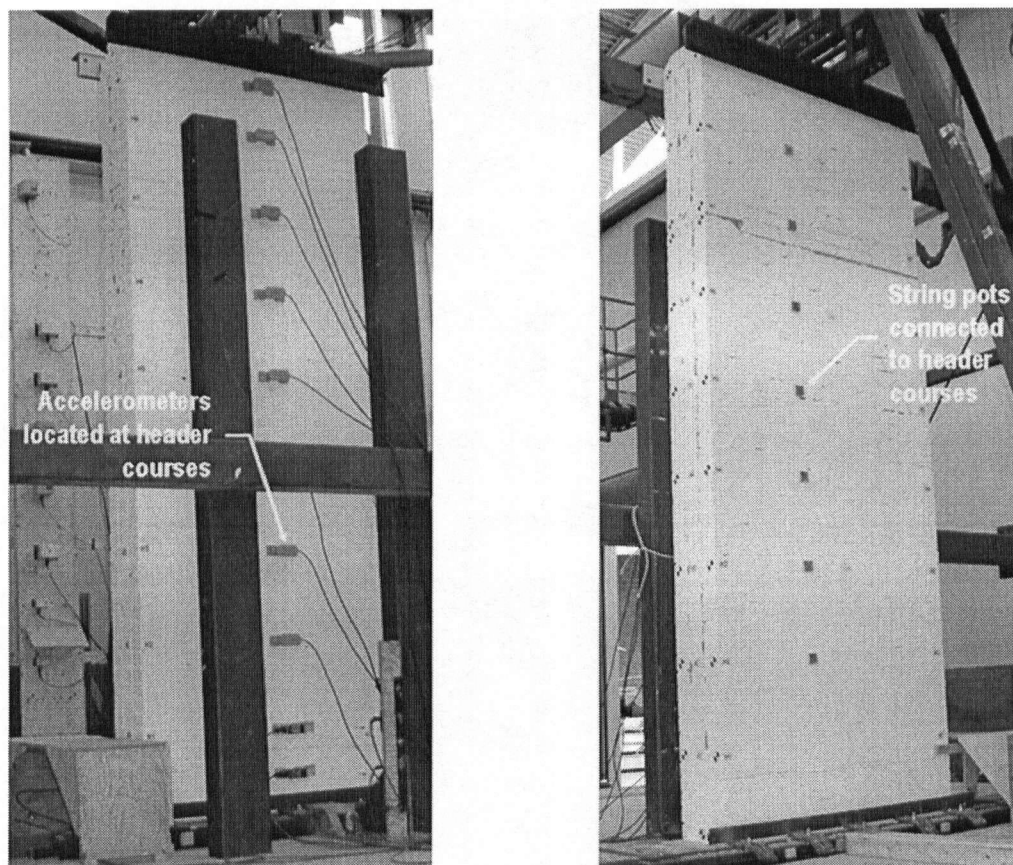 Accelerometers
located at header
courses
String pots
connected
to header
courses